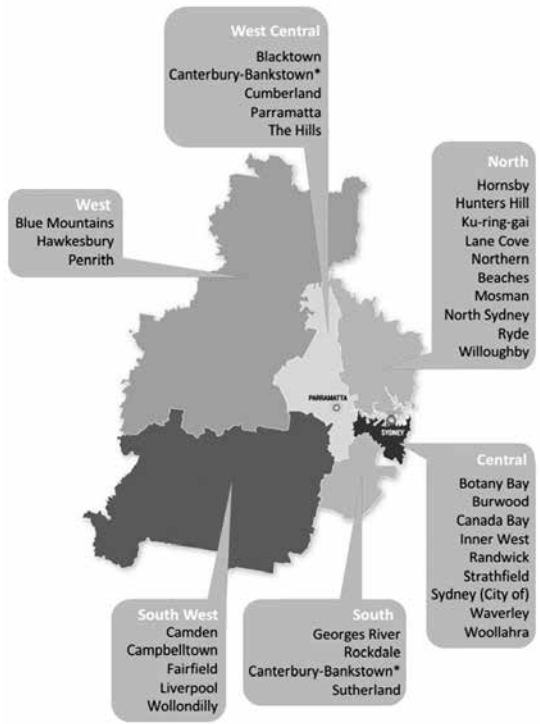 West Central
Blacktown
Canterbury-Bankstown*
Cumberland
Parramatta
The Hills
North
Hornsby
Hunters Hill
Ku-ring-gai
Lane Cove
Northern
Beaches
Mosman
North Sydney
Ryde
Willoughby
West
Blue Mountains
Hawkesbury
Penrith
PARRAMATTA
SYDNEY
Central
Botany Bay
Burwood
Canada Bay
Inner West
Randwick
Strathfield
Sydney (City of)
Waverley
Woollahra
South West
Camden
Campbelltown
Fairfield
Liverpool
Wollondilly
South
Georges River
Rockdale
Canterbury-Bankstown*
Sutherland